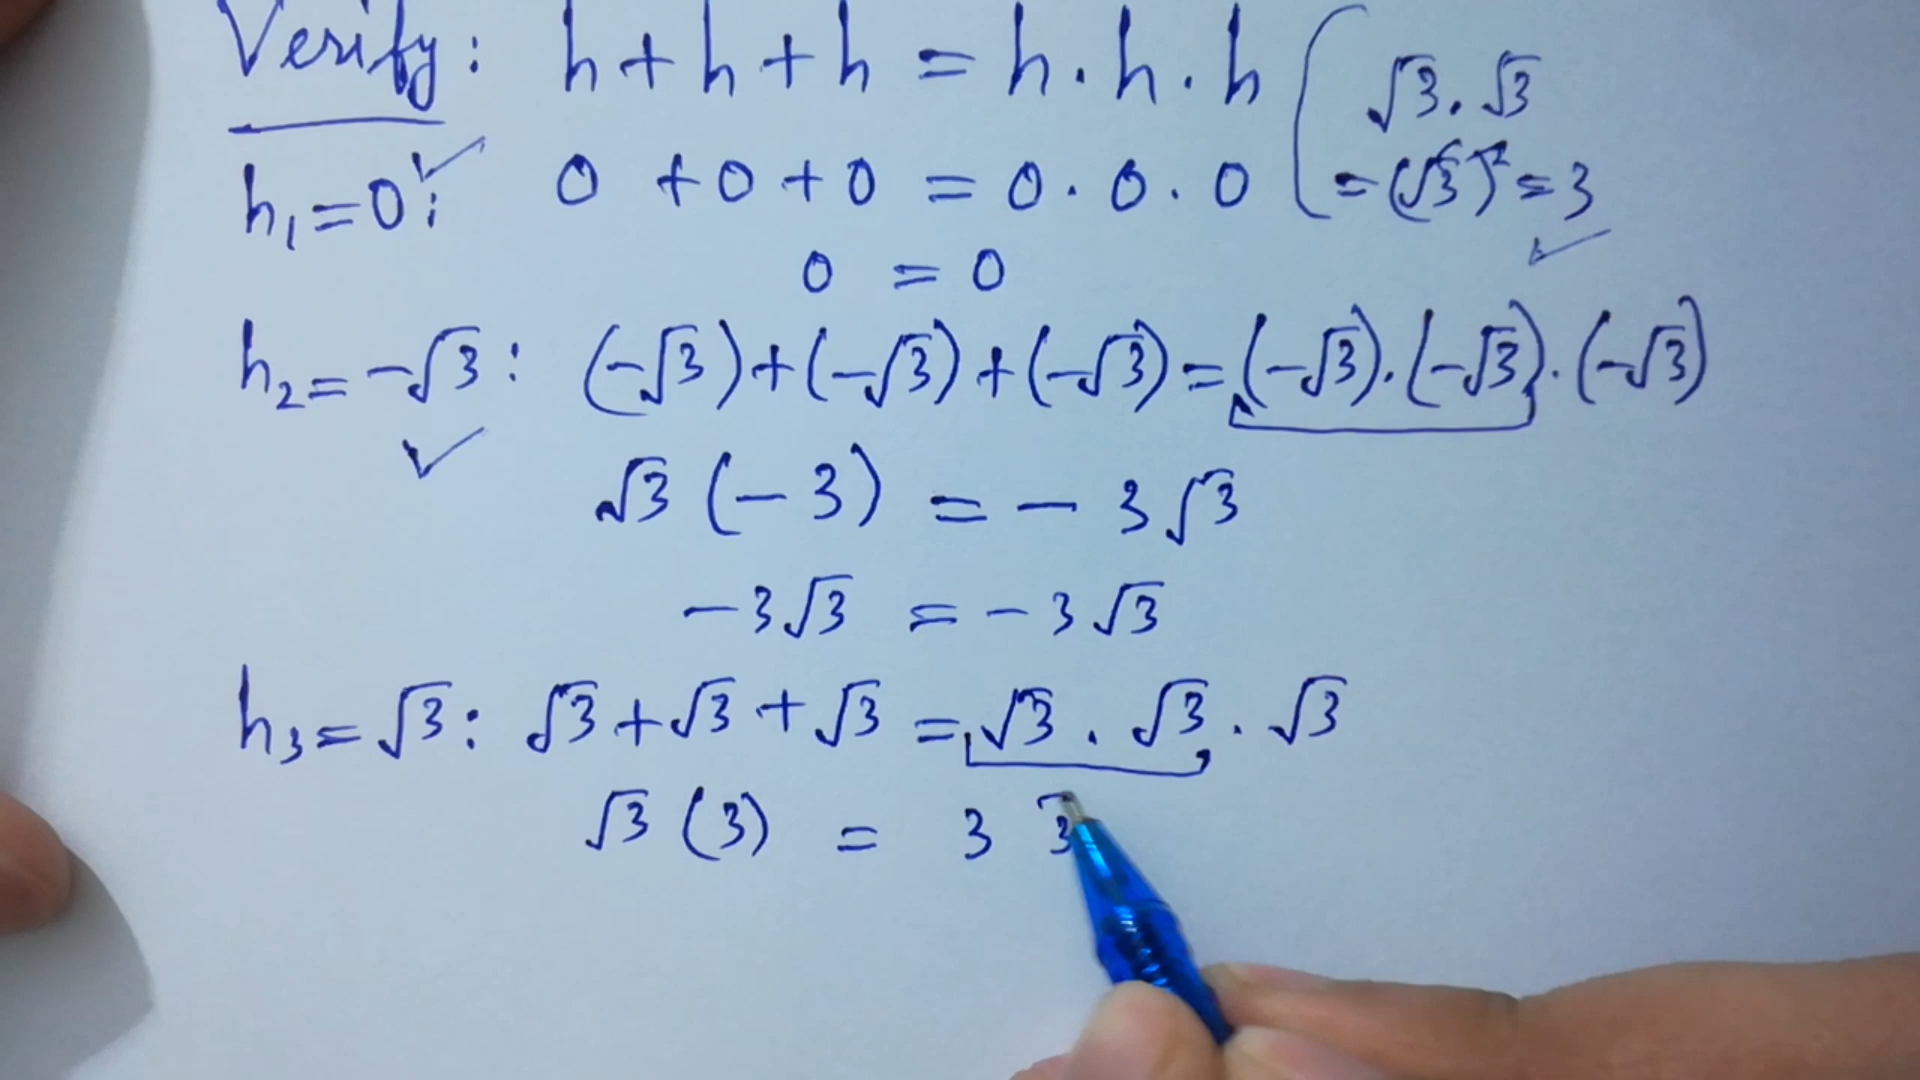 Verify: h + h + h = h . h . h
√3 . √3
= (√3)² = 3 ✓
h₁ = 0: ✓ 0 + 0 + 0 = 0 . 0 . 0
0 = 0
h₂ = -√3: (-√3) + (-√3) + (-√3) = (-√3) . (-√3) . (-√3)
✓ √3 (-3) = - 3√3
-3√3 = -3√3
h₃ = √3: √3 + √3 + √3 = √3 . √3 . √3
√3 (3) = 3 3